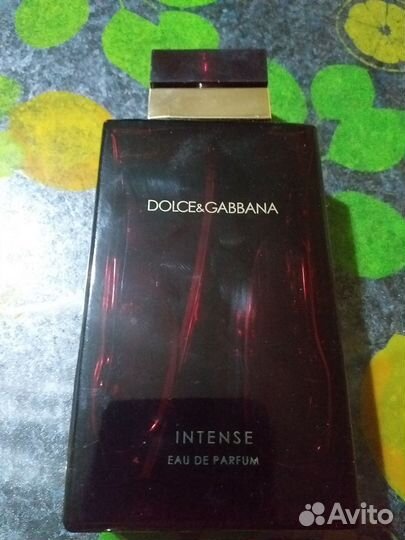 DOLCE&GABBANA
INTENSE
EAU DE PARFUM
Avito